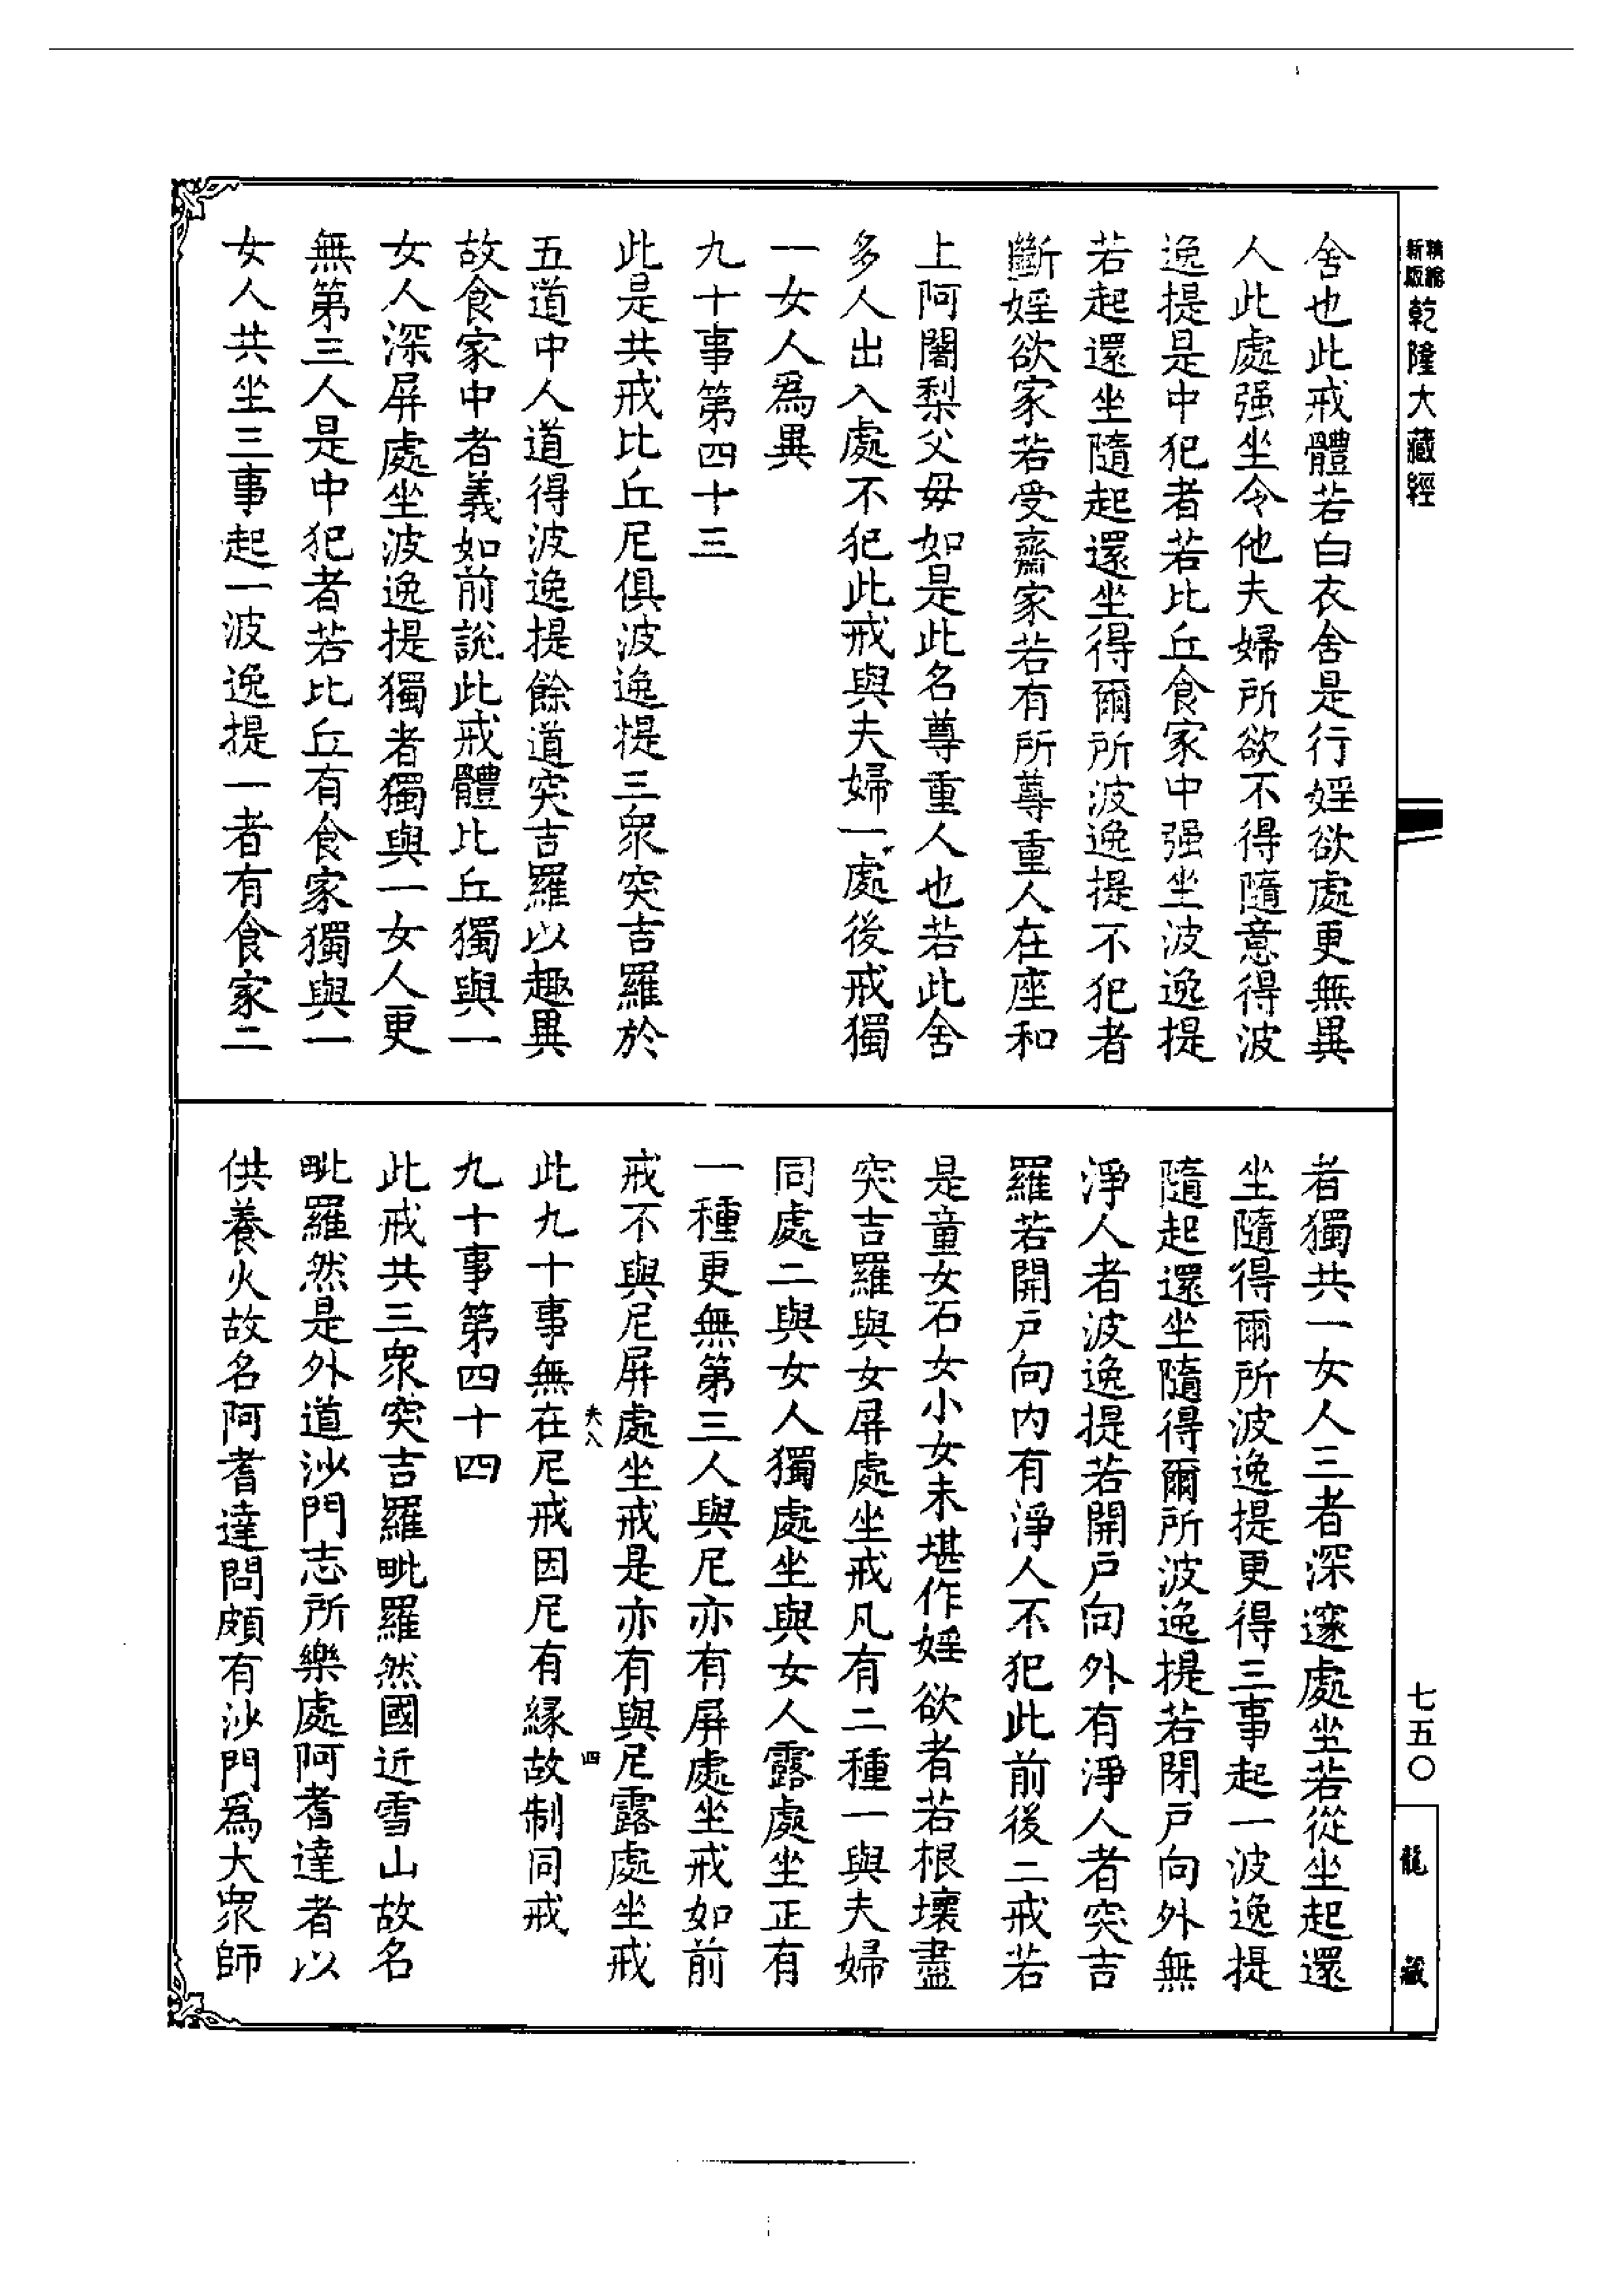 精縮新版乾隆大藏經
舍也此戒體若白衣舍是行婬欲處更無異
人此處强坐令他夫婦所欲不得隨意得波
逸提是中犯者若比丘食家中强坐波逸提
若起還坐隨起還坐得爾所波逸提不犯者
斷婬欲家若受齋家若有所尊重人在座和
上阿闍梨父母如是此名尊重人也若此舍
多人出入處不犯此戒與夫婦一處後戒獨
一女人爲異
九十事第四十三
此是共戒比丘尼俱波逸提三衆突吉羅於
五道中人道得波逸提餘道突吉羅以趣異
故食家中者義如前說此戒體比丘獨與一
女人深屏處坐波逸提獨者獨與一女人更
無第三人是中犯者若比丘有食家獨與一
女人共坐三事起一波逸提一者有食家二
者獨共一女人三者深邃處坐若從坐起還
坐隨得爾所波逸提更得三事起一波逸提
隨起還坐隨得爾所波逸提若閉戸向外無
淨人者波逸提若開戸向外有淨人者突吉
羅若開戸向内有淨人不犯此前後二戒若
是童女石女小女未堪作婬欲者若根壞盡
突吉羅與女屏處坐戒凡有二種一與夫婦
同處二與女人獨處坐與女人露處坐正有
一種更無第三人與尼亦有屏處坐戒如前
戒不與尼屏處坐戒是亦有與尼露處坐戒
夫八 四
此九十事無在尼戒因尼有緣故制同戒
九十事第四十四
此戒共三衆突吉羅毗羅然國近雪山故名
毗羅然是外道沙門志所樂處阿耆達者以
供養火故名阿耆達問頗有沙門爲大衆師
七五〇
龍藏